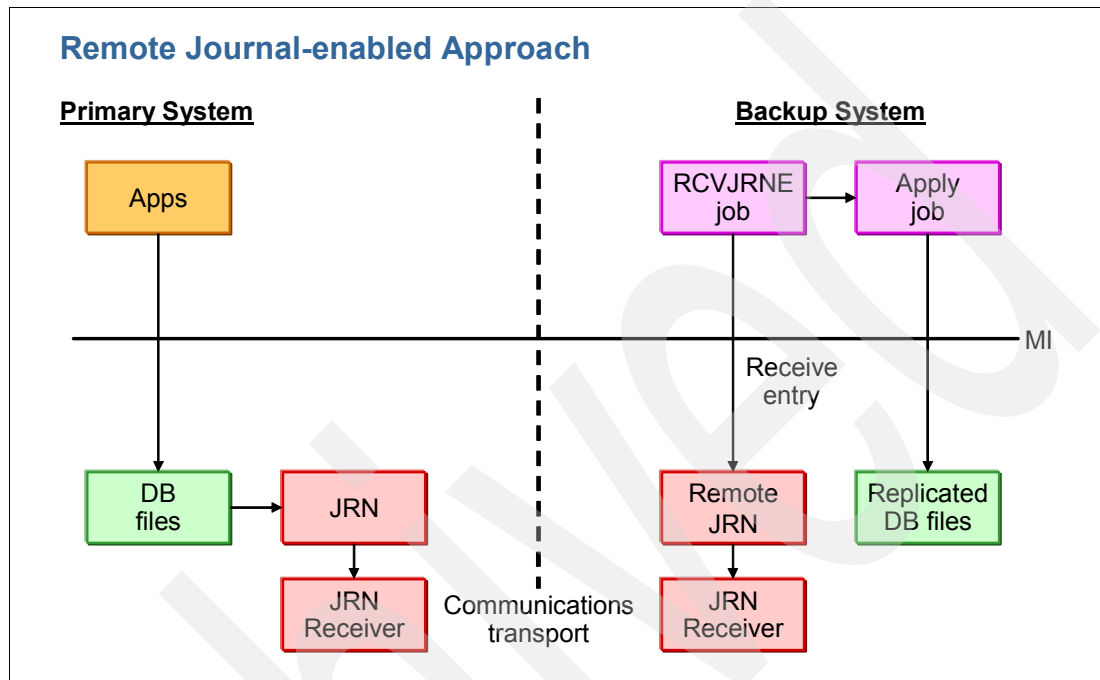 Remote Journal-enabled Approach
Primary System
Backup System
Apps
RCVJRNE
job
Apply
job
MI
Receive
entry
DB
files
JRN
Remote
JRN
Replicated
DB files
JRN
Receiver
Communications
transport
JRN
Receiver